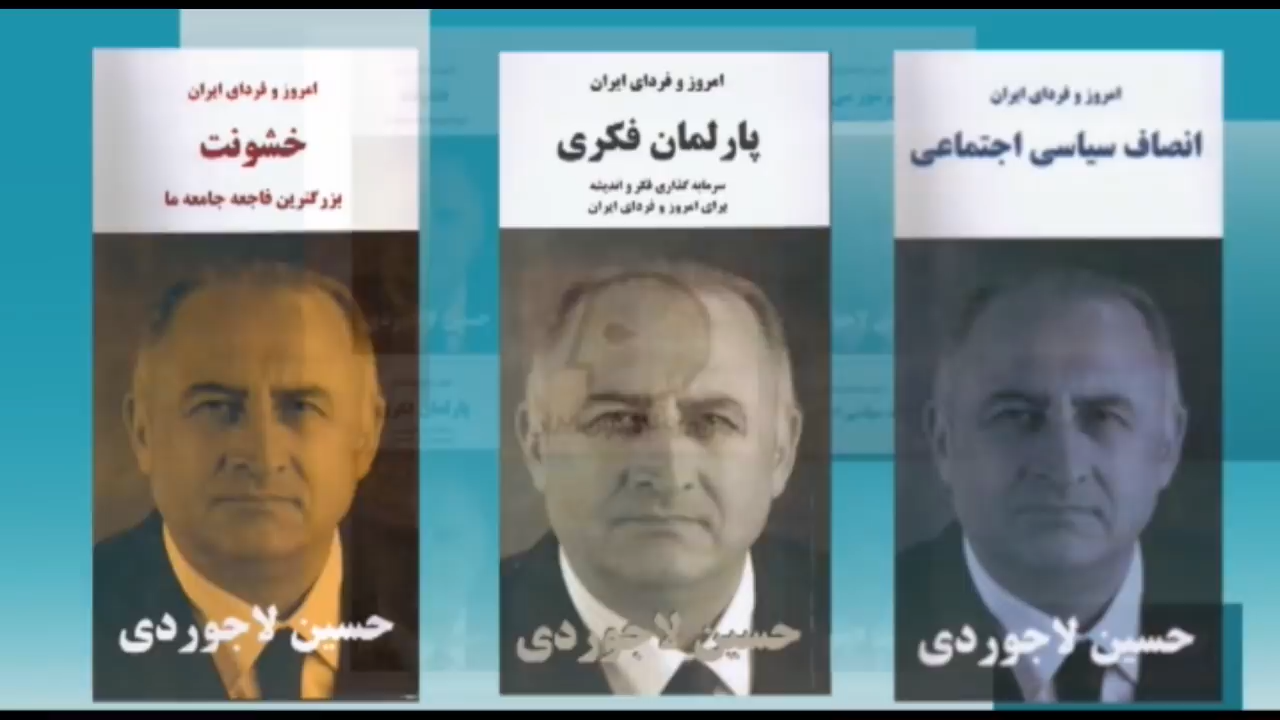 امروز و فردای ایران
خشونت
بزرگترین فاجعه جامعه ما
حسین لاجوردی
امروز و فردای ایران
پارلمان فکری
سرمایه گذاری فکر و اندیشه
برای امروز و فردای ایران
حسین لاجوردی
امروز و فردای ایران
انصاف سیاسی اجتماعی
حسین لاجوردی